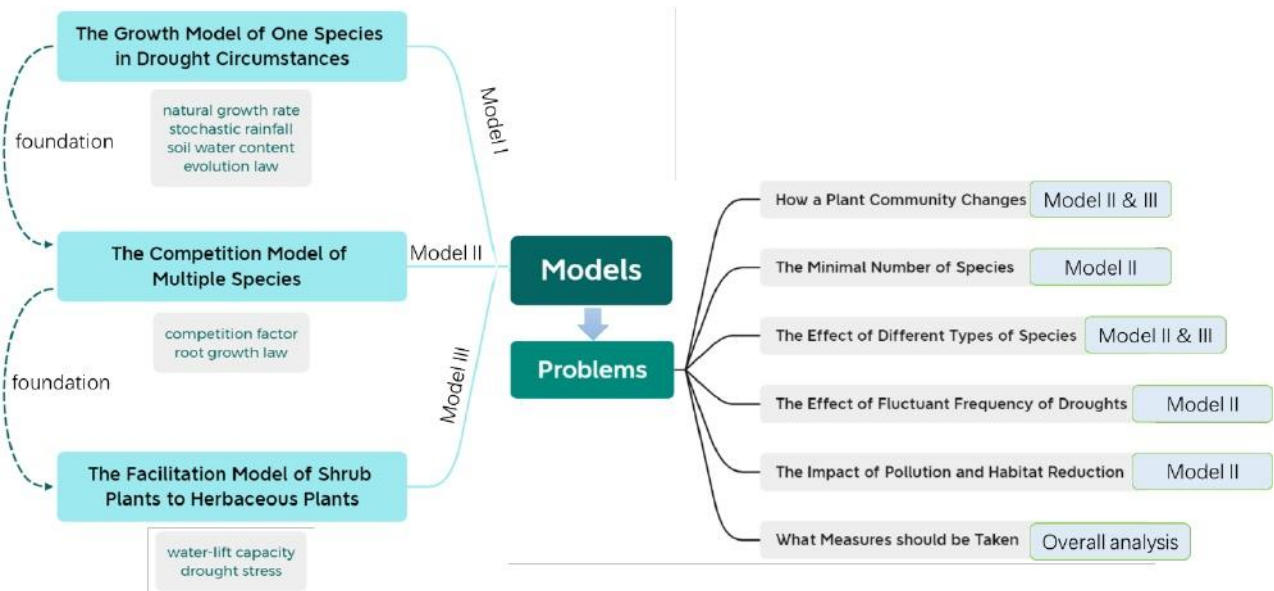 The Growth Model of One Species
in Drought Circumstances
natural growth rate
stochastic rainfall
soil water content
evolution law
foundation
Model I
The Competition Model of
Multiple Species
Model II
competition factor
root growth law
foundation
Model III
The Facilitation Model of Shrub
Plants to Herbaceous Plants
water-lift capacity
drought stress
Models
Problems
How a Plant Community Changes
Model II & III
The Minimal Number of Species
Model II
The Effect of Different Types of Species
Model II & III
The Effect of Fluctuant Frequency of Droughts
Model II
The Impact of Pollution and Habitat Reduction
Model II
What Measures should be Taken
Overall analysis